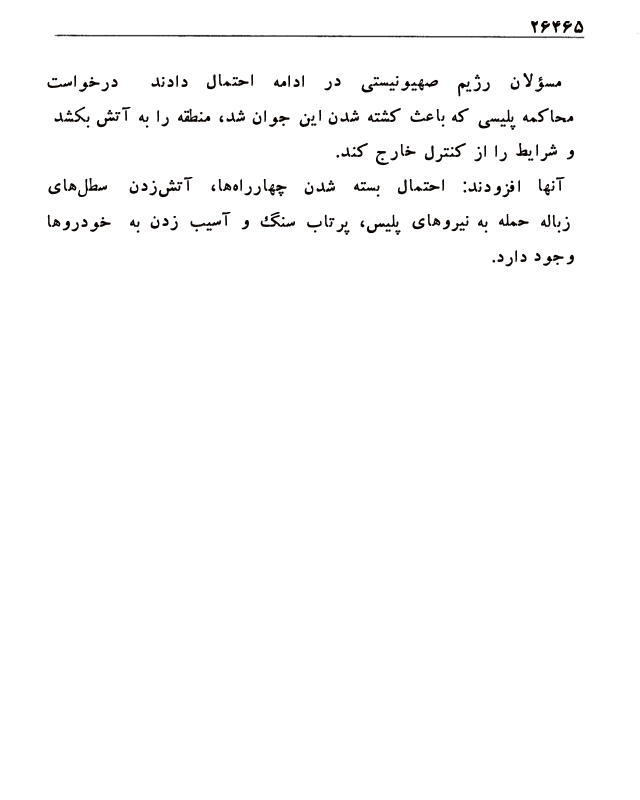 ۲۶۴۶۵
مسؤلان رژیم صهیونیستی در ادامه احتمال دادند درخواست
محاکمه پلیسی که باعث کشته شدن این جوان شد، منطقه را به آتش بکشد
و شرایط را از کنترل خارج کند.
آنها افزودند: احتمال بسته شدن چهارراه‌ها، آتش‌زدن سطل‌های
زباله حمله به نیروهای پلیس، پرتاب سنگ و آسیب زدن به خودروها
وجود دارد.